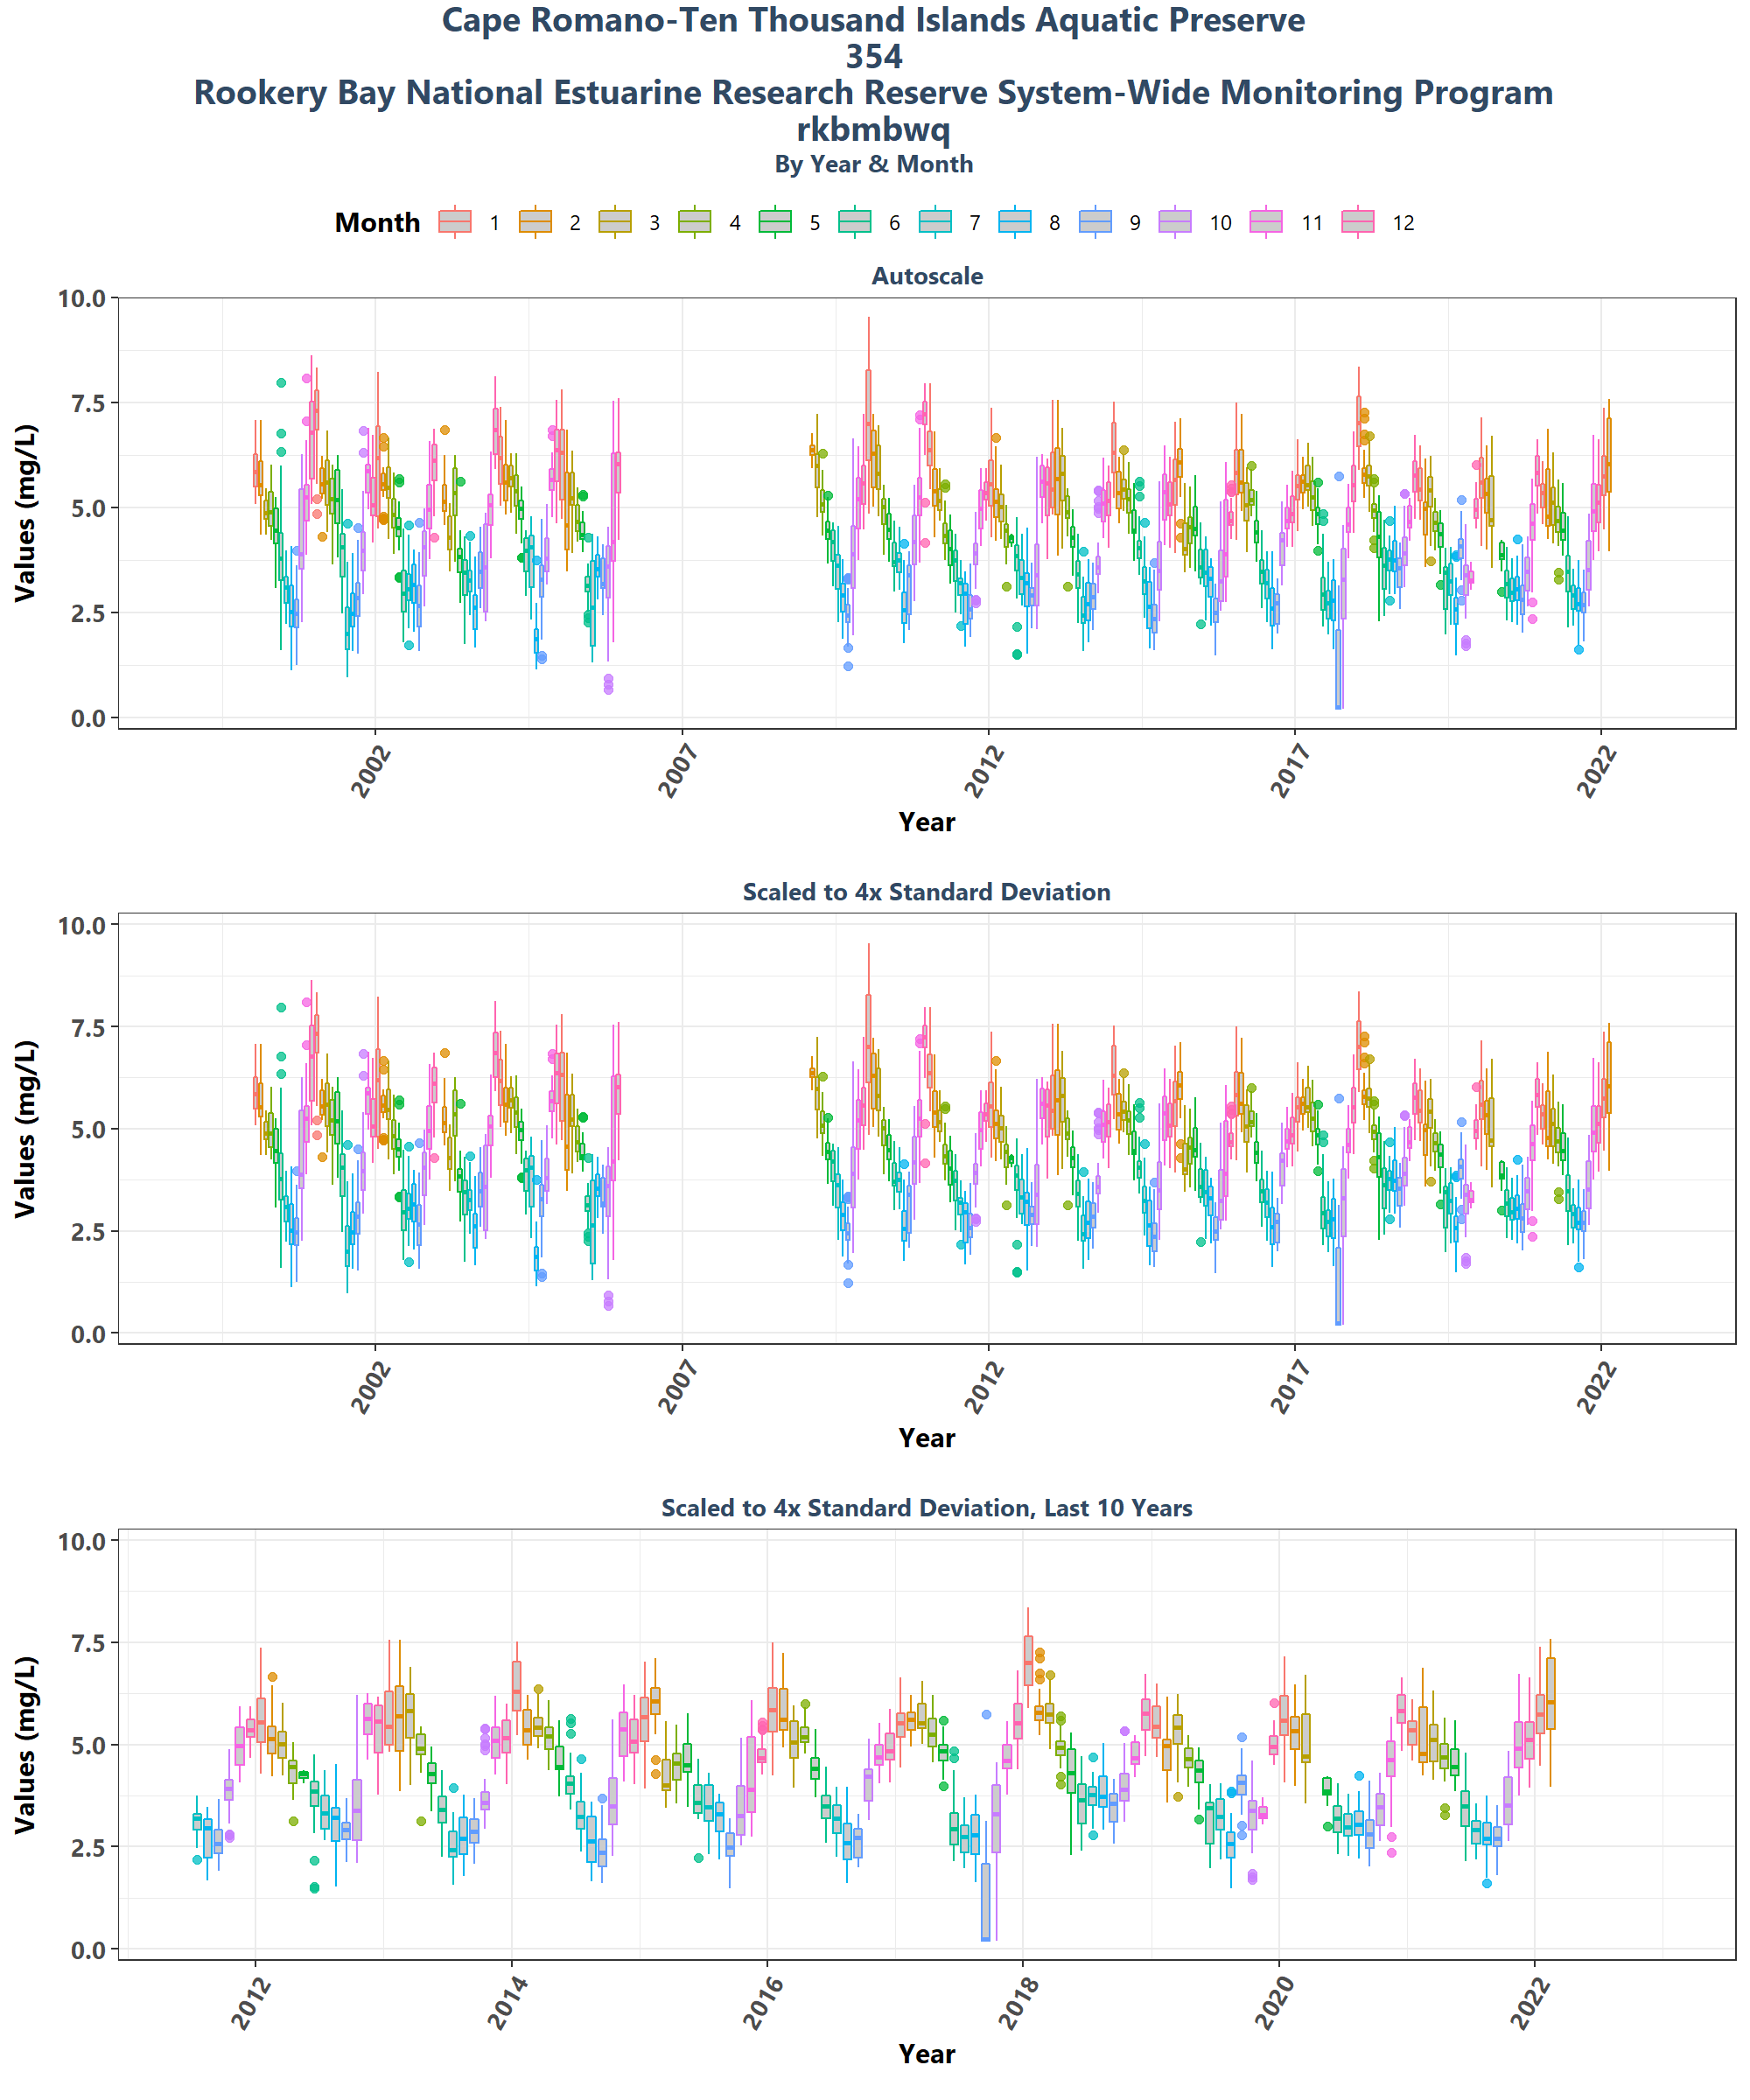 Cape Romano-Ten Thousand Islands Aquatic Preserve
354
Rookery Bay National Estuarine Research Reserve System-Wide Monitoring Program
rkbmbwq
By Year & Month
Month 1 2 3 4 5 6 7 8 9 10 11 12
Autoscale
Values (mg/L)
10.0
7.5
5.0
2.5
0.0
2002 2007 2012 2017 2022
Year
Scaled to 4x Standard Deviation
Values (mg/L)
10.0
7.5
5.0
2.5
0.0
2002 2007 2012 2017 2022
Year
Scaled to 4x Standard Deviation, Last 10 Years
Values (mg/L)
10.0
7.5
5.0
2.5
0.0
2012 2014 2016 2018 2020 2022
Year